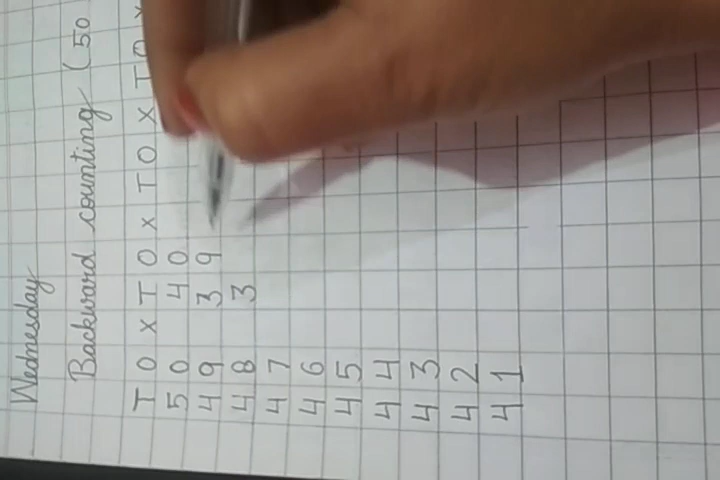 Wednesday
Backward counting (50
T O x T O x T O x T O x
5 0 4 0
4 9 3 9
4 8 3
4 7
4 6
4 5
4 4
4 3
4 2
4 1